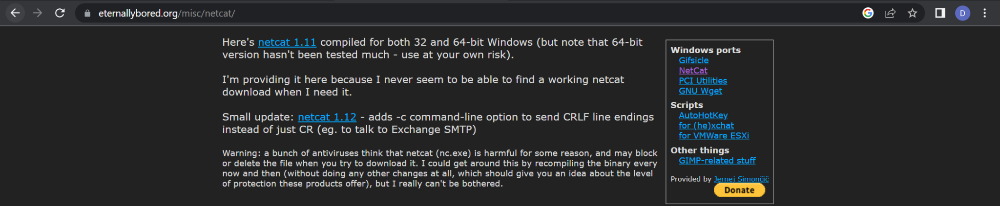 eternallybored.org/misc/netcat/
D
Here's netcat 1.11 compiled for both 32 and 64-bit Windows (but note that 64-bit
version hasn't been tested much - use at your own risk).
I'm providing it here because I never seem to be able to find a working netcat
download when I need it.
Small update: netcat 1.12 - adds -c command-line option to send CRLF line endings
instead of just CR (eg. to talk to Exchange SMTP)
Warning: a bunch of antiviruses think that netcat (nc.exe) is harmful for some reason, and may block
or delete the file when you try to download it. I could get around this by recompiling the binary every
now and then (without doing any other changes at all, which should give you an idea about the level
of protection these products offer), but I really can't be bothered.
Windows ports
Gifsicle
NetCat
PCI Utilities
GNU Wget
Scripts
AutoHotKey
for (he)xchat
for VMWare ESXi
Other things
GIMP-related stuff
Provided by Jernej Simončič
Donate